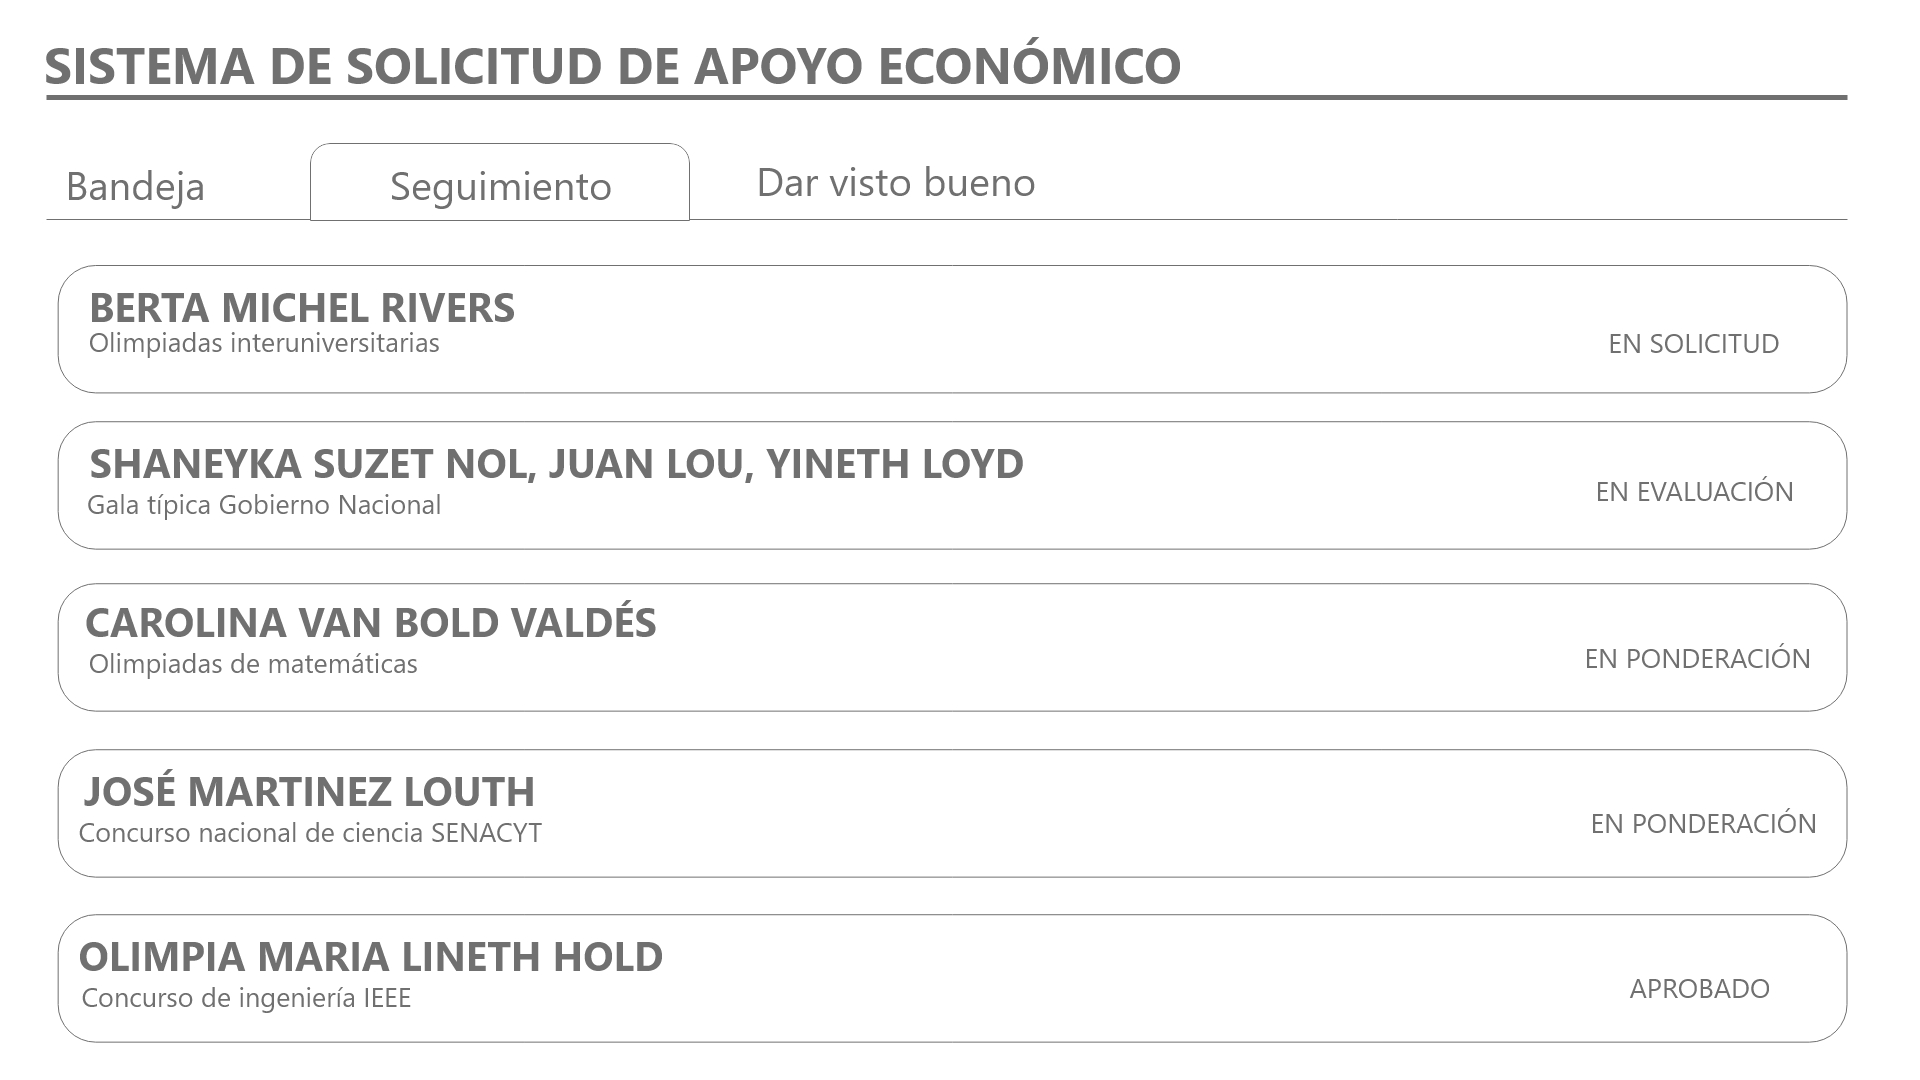 SISTEMA DE SOLICITUD DE APOYO ECONÓMICO
Bandeja
Seguimiento
Dar visto bueno
BERTA MICHEL RIVERS
Olimpiadas interuniversitarias
EN SOLICITUD
SHANEYKA SUZET NOL, JUAN LOU, YINETH LOYD
Gala típica Gobierno Nacional
EN EVALUACIÓN
CAROLINA VAN BOLD VALDÉS
Olimpiadas de matemáticas
EN PONDERACIÓN
JOSÉ MARTINEZ LOUTH
Concurso nacional de ciencia SENACYT
EN PONDERACIÓN
OLIMPIA MARIA LINETH HOLD
Concurso de ingeniería IEEE
APROBADO